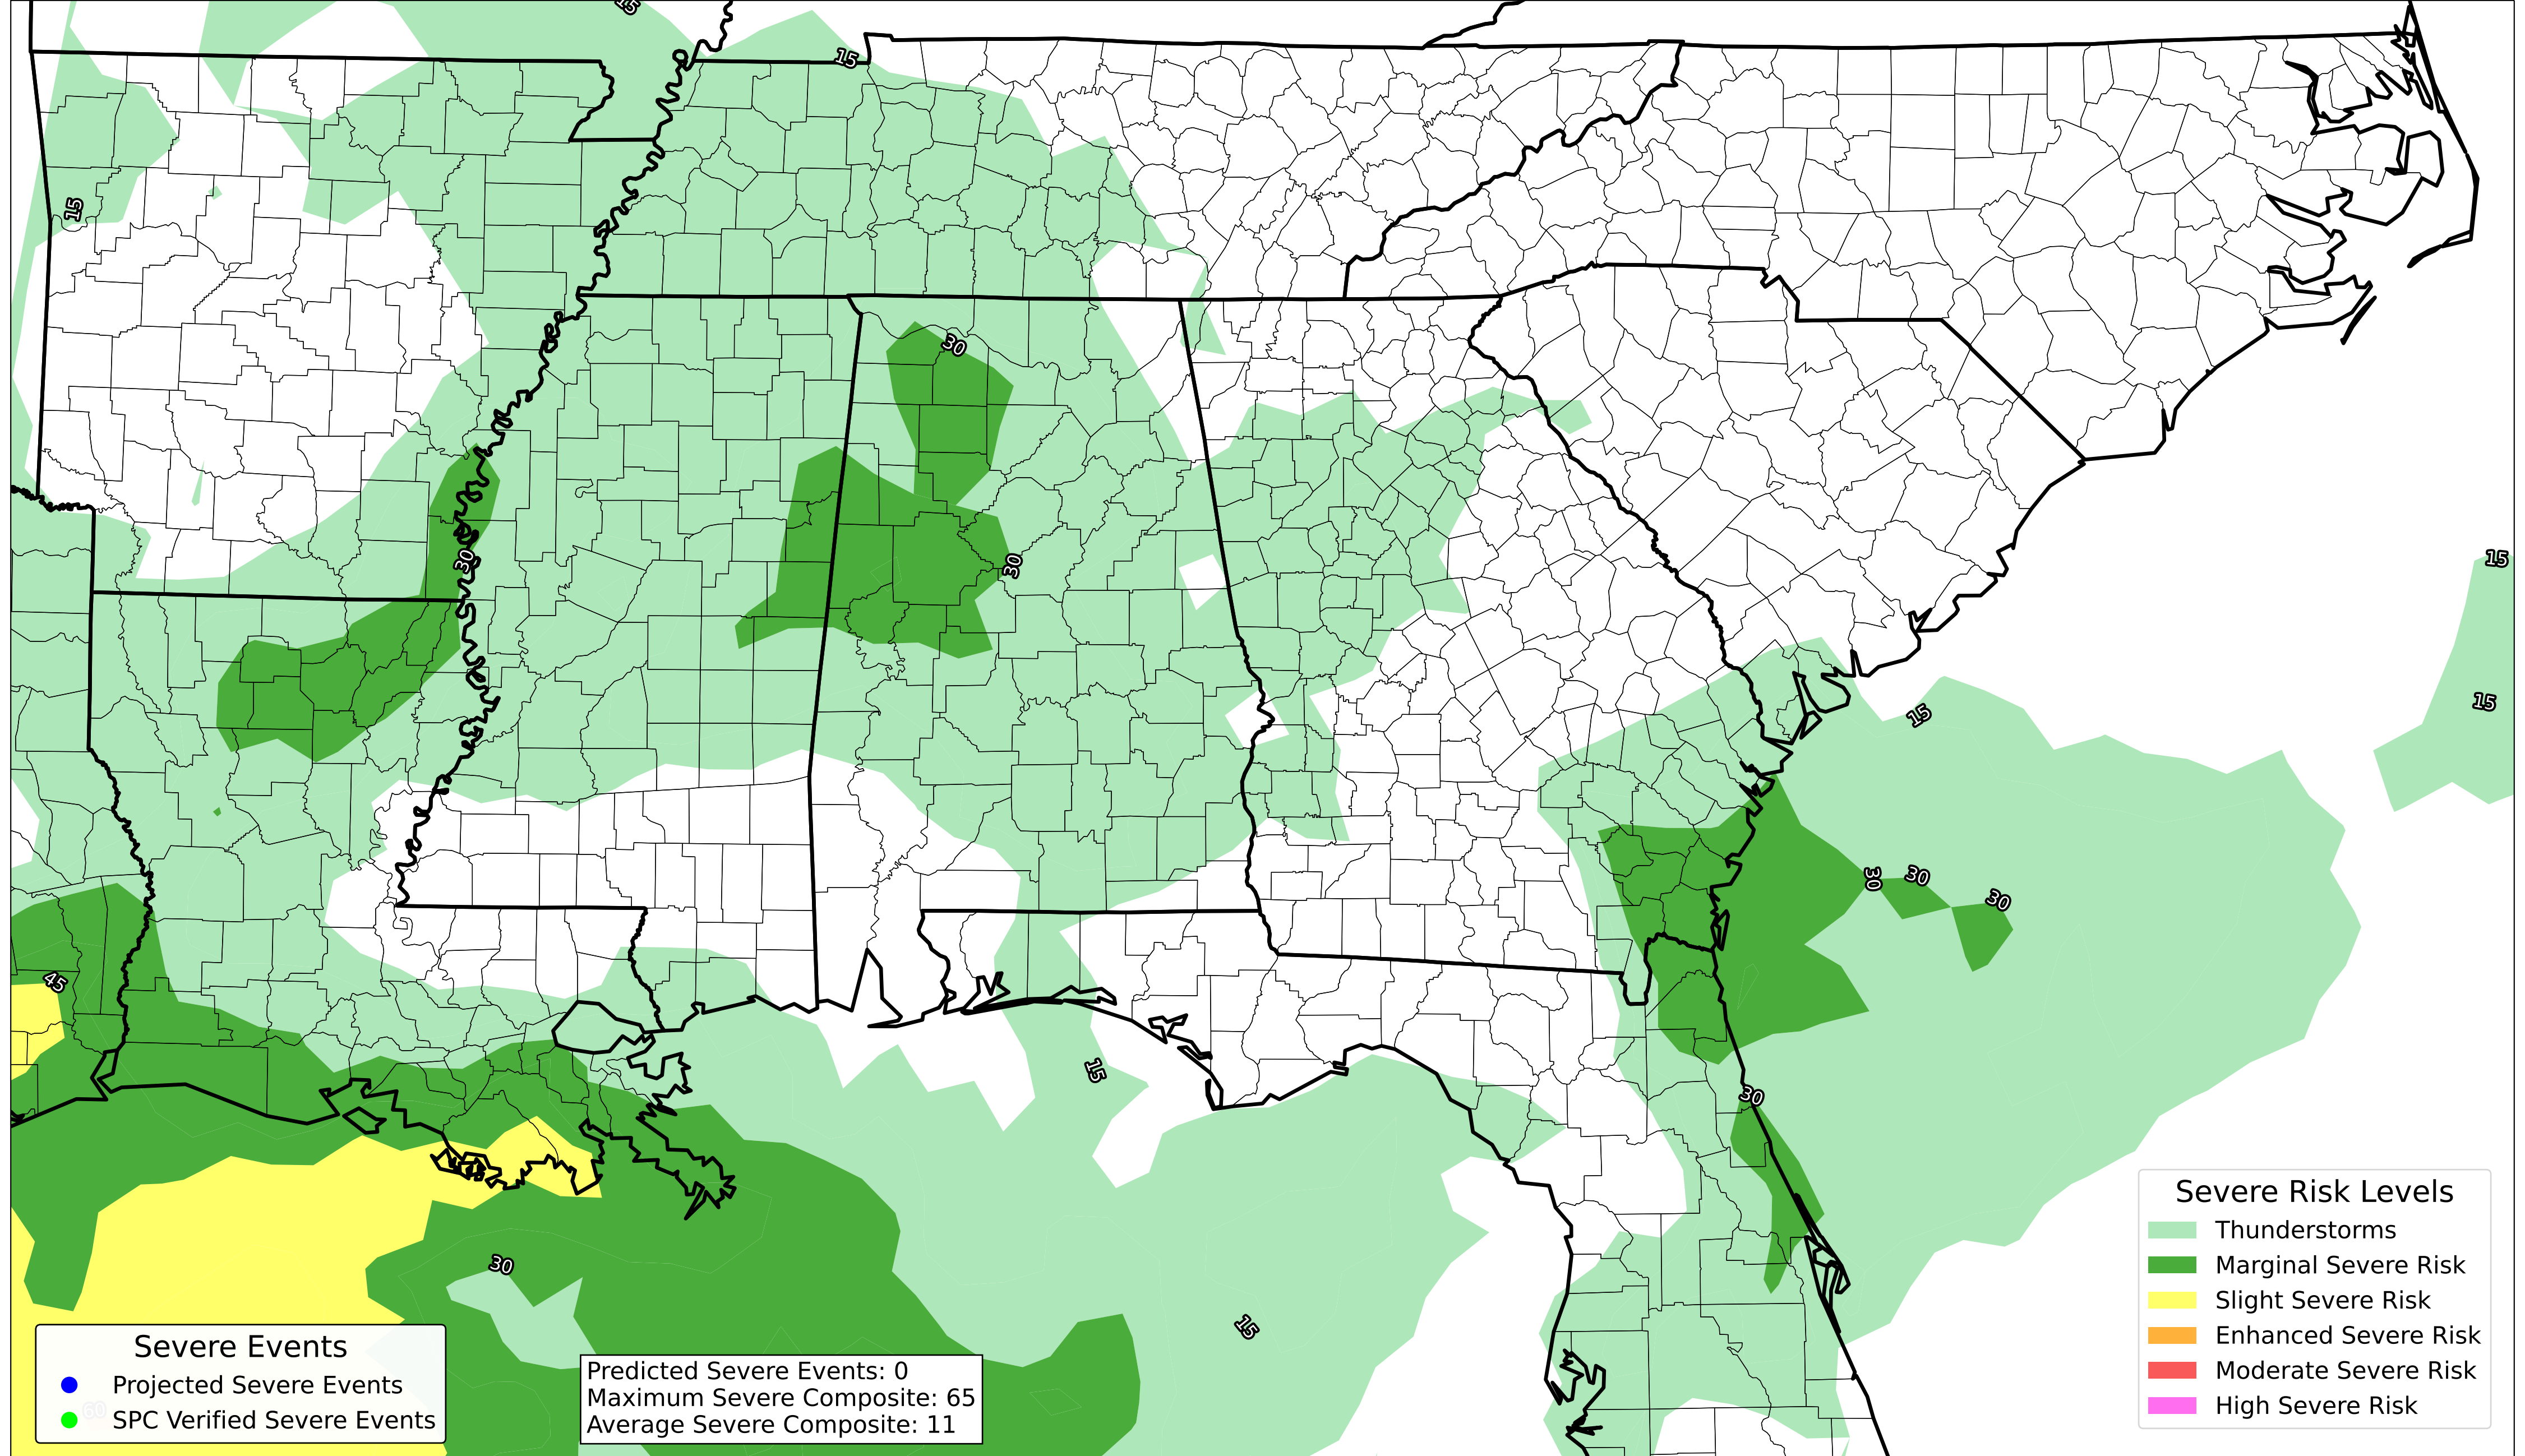 15
15
15
30
30
30
15
15
15
30
30
30
45
15
30
30
15
Severe Risk Levels
Thunderstorms
Marginal Severe Risk
Slight Severe Risk
Enhanced Severe Risk
Moderate Severe Risk
High Severe Risk
Severe Events
Projected Severe Events
60
SPC Verified Severe Events
Predicted Severe Events: 0
Maximum Severe Composite: 65
Average Severe Composite: 11